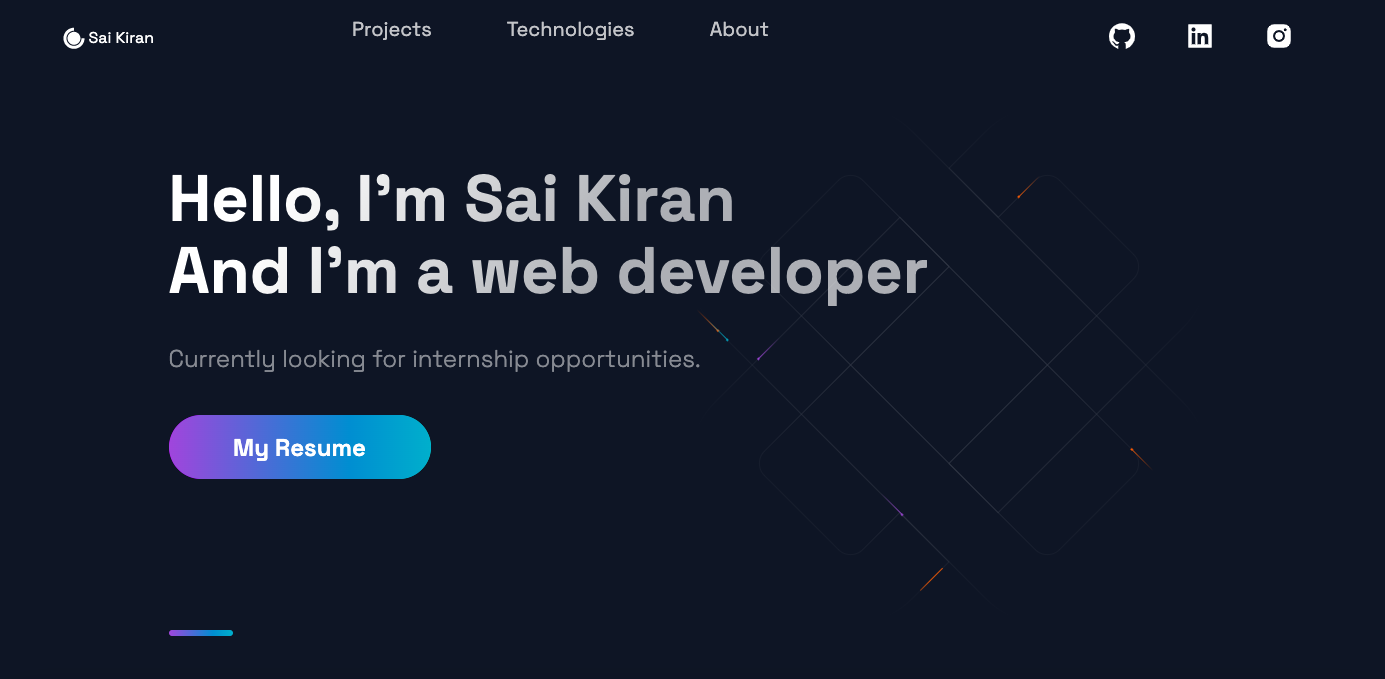 Sai Kiran
Projects
Technologies
About
Hello, I’m Sai Kiran
And I’m a web developer
Currently looking for internship opportunities.
My Resume